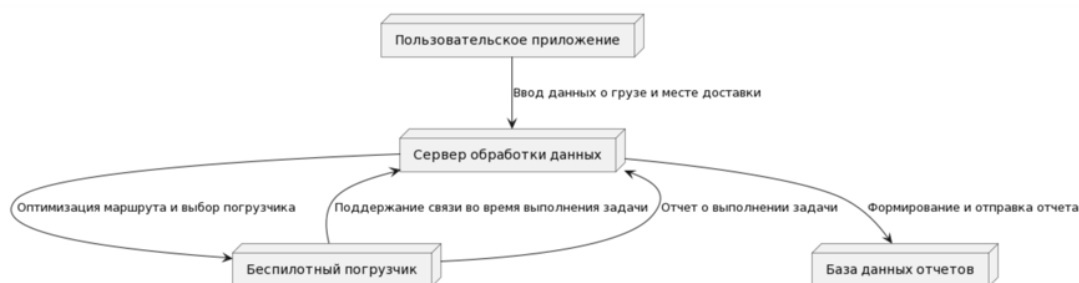 Пользовательское приложение
Ввод данных о грузе и месте доставки
Сервер обработки данных
Оптимизация маршрута и выбор погрузчика
Поддержание связи во время выполнения задачи
Отчет о выполнении задачи
Формирование и отправка отчета
Беспилотный погрузчик
База данных отчетов